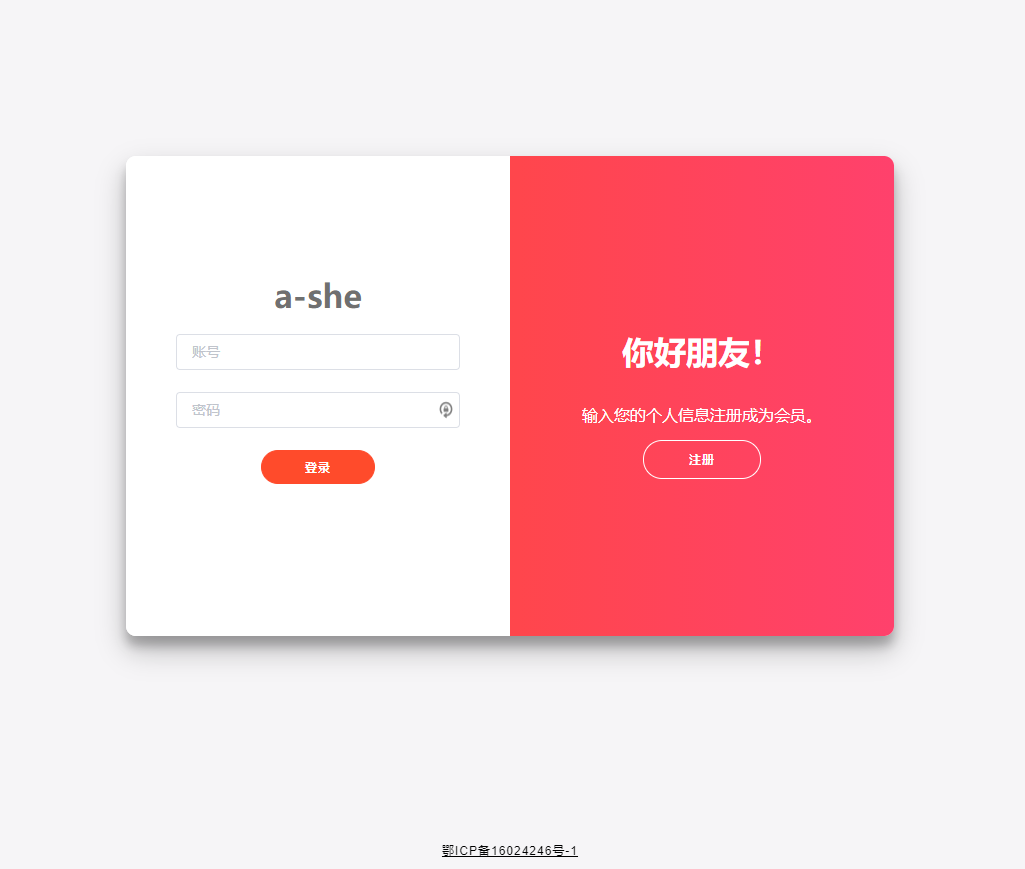 a-she
账号
密码
登录
你好朋友！
输入您的个人信息注册成为会员。
注册
鄂ICP备16024246号-1